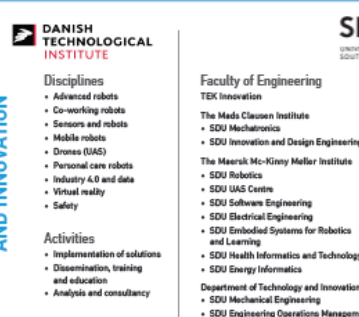 DANISH
TECHNOLOGICAL
INSTITUTE
Disciplines
• Advanced robots
• Co-working robots
• Sensors and robots
• Mobile robots
• Drones (UAS)
• Personal care robots
• Industry 4.0 and data
• Virtual reality
• Safety
Activities
• Implementation of solutions
• Dissemination, training
and education
• Analysis and consultancy
AND INNOVATION
Faculty of Engineering
TEK Innovation
The Mads Clausen Institute
• SDU Mechatronics
• SDU Innovation and Design Engineering
The Maersk Mc-Kinny Moller Institute
• SDU Robotics
• SDU UAS Centre
• SDU Software Engineering
• SDU Electrical Engineering
• SDU Embodied Systems for Robotics
and Learning
• SDU Health Informatics and Technology
• SDU Energy Informatics
Department of Technology and Innovation
• SDU Mechanical Engineering
• SDU Engineering Operations Managem